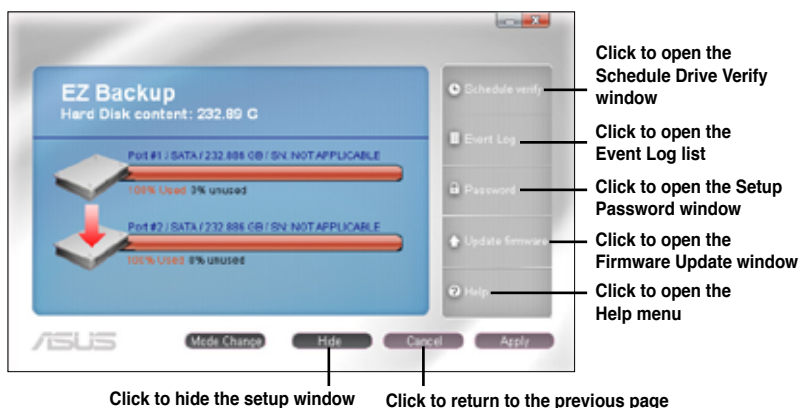 EZ Backup
Hard Disk content: 232.89 G
Port #1 / SATA / 232.886 GB / SN: NOT APPLICABLE
100% Used 0% unused
Port #2 / SATA / 232.886 GB / SN: NOT APPLICABLE
100% Used 0% unused
Schedule verify
Event Log
Password
Update firmware
Help
ASUS
Mode Change
Hide
Cancel
Apply
Click to open the
Schedule Drive Verify
window
Click to open the
Event Log list
Click to open the Setup
Password window
Click to open the
Firmware Update window
Click to open the
Help menu
Click to hide the setup window
Click to return to the previous page